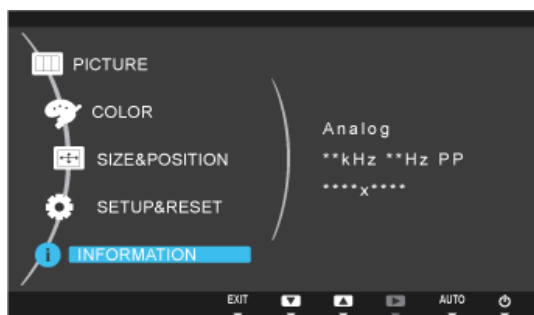 PICTURE
COLOR
SIZE&POSITION
SETUP&RESET
INFORMATION
Analog
**kHz **Hz PP
****x****
EXIT
AUTO